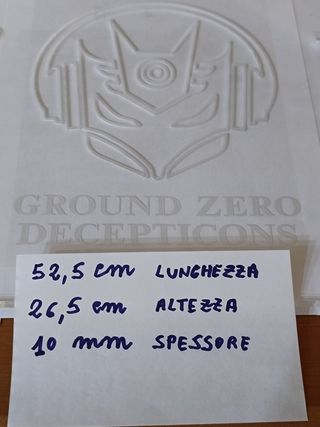 GROUND ZERO
DECEPTICONS
52,5 cm LUNGHEZZA
26,5 cm ALTEZZA
10 mm SPESSORE